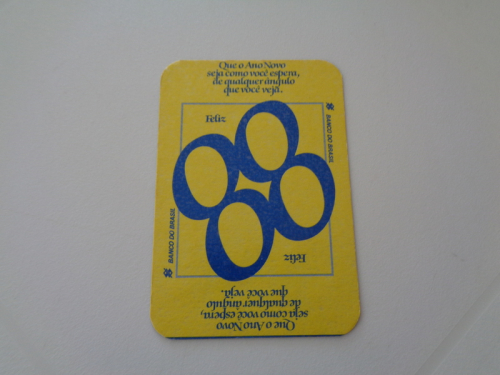 Que o Ano Novo
seja como você espera,
de qualquer ângulo
que você veja.
Feliz
88
BANCO DO BRASIL
BANCO DO BRASIL
Feliz
Que o Ano Novo
seja como você espera,
de qualquer ângulo
que você veja.